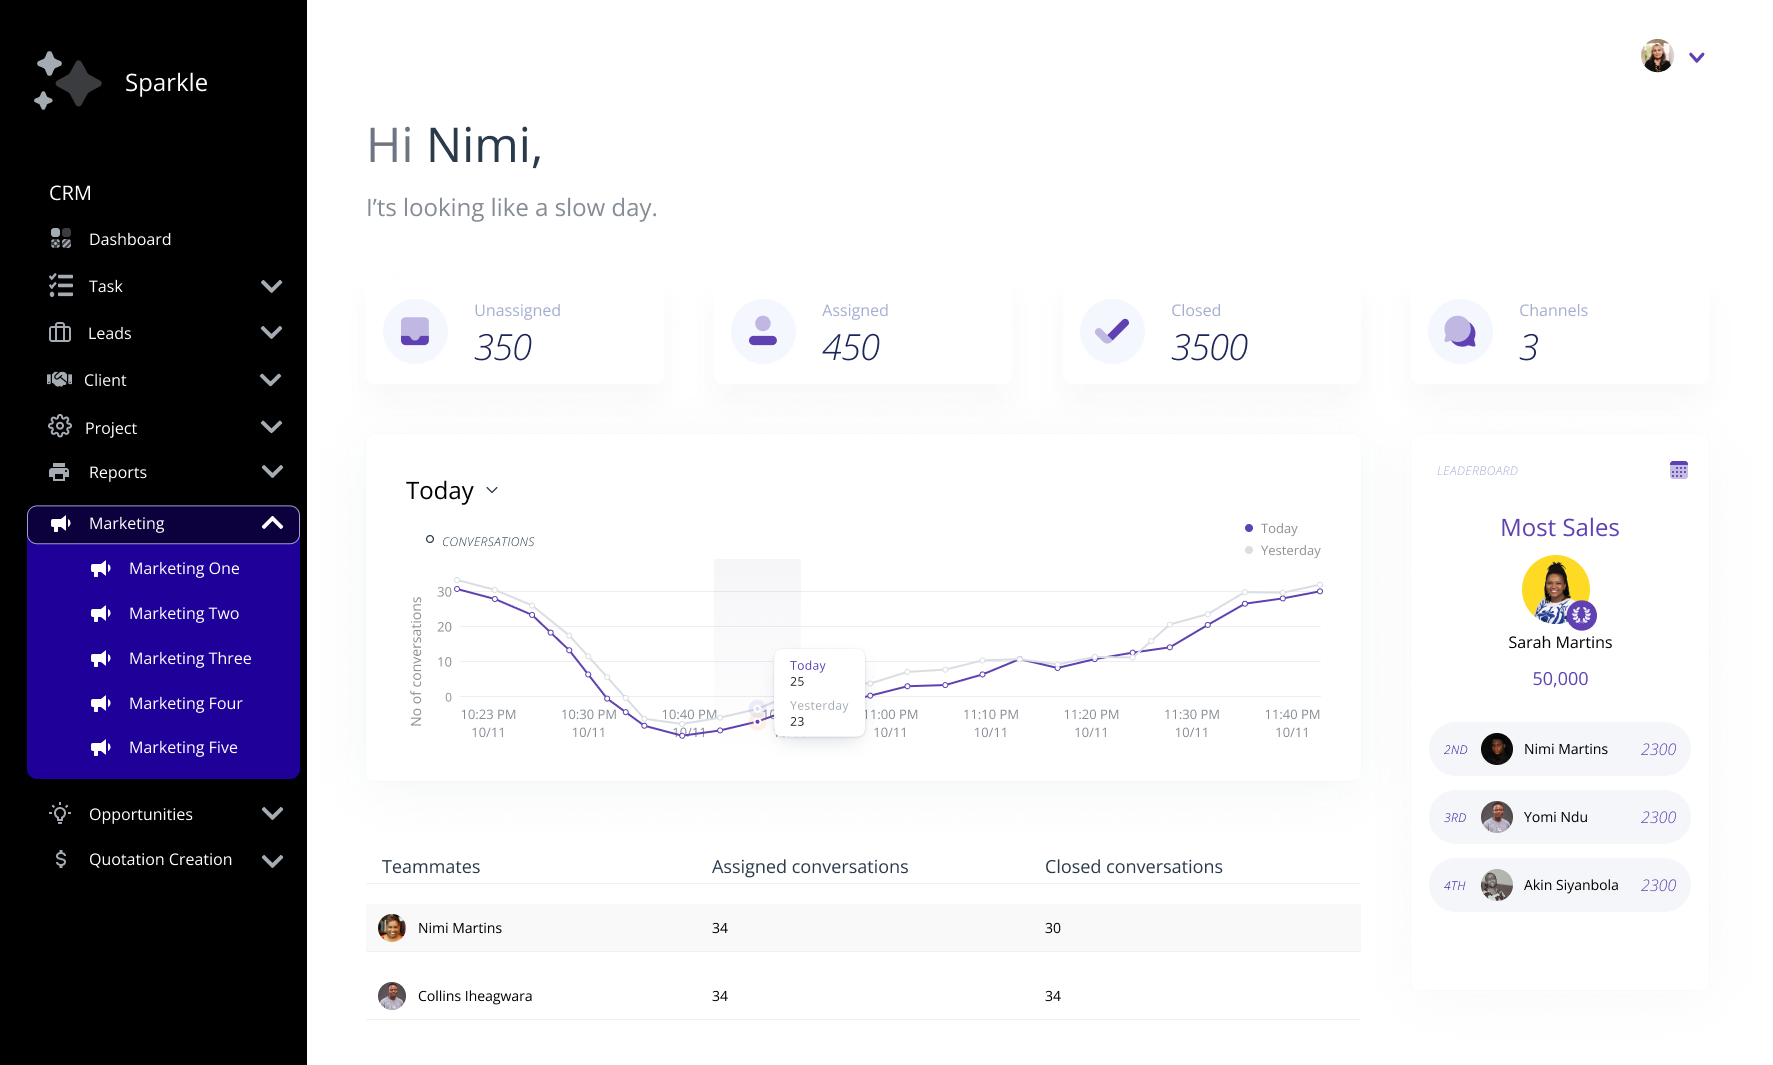 Sparkle
CRM
Dashboard
Task
Leads
Client
Project
Reports
Marketing
Marketing One
Marketing Two
Marketing Three
Marketing Four
Marketing Five
Opportunities
Quotation Creation
Hi Nimi,
I'ts looking like a slow day.
Unassigned
350
Assigned
450
Closed
3500
Channels
3
Today
CONVERSATIONS
Today
Yesterday
No of conversations
30
20
10
0
Today
25
Yesterday
23
10:23 PM
10/11
10:30 PM
10/11
10:40 PM
10/11
11:00 PM
10/11
11:10 PM
10/11
11:20 PM
10/11
11:30 PM
10/11
11:40 PM
10/11
LEADERBOARD
Most Sales
Sarah Martins
50,000
2ND Nimi Martins 2300
3RD Yomi Ndu 2300
4TH Akin Siyanbola 2300
Teammates Assigned conversations Closed conversations
Nimi Martins 34 30
Collins Iheagwara 34 34